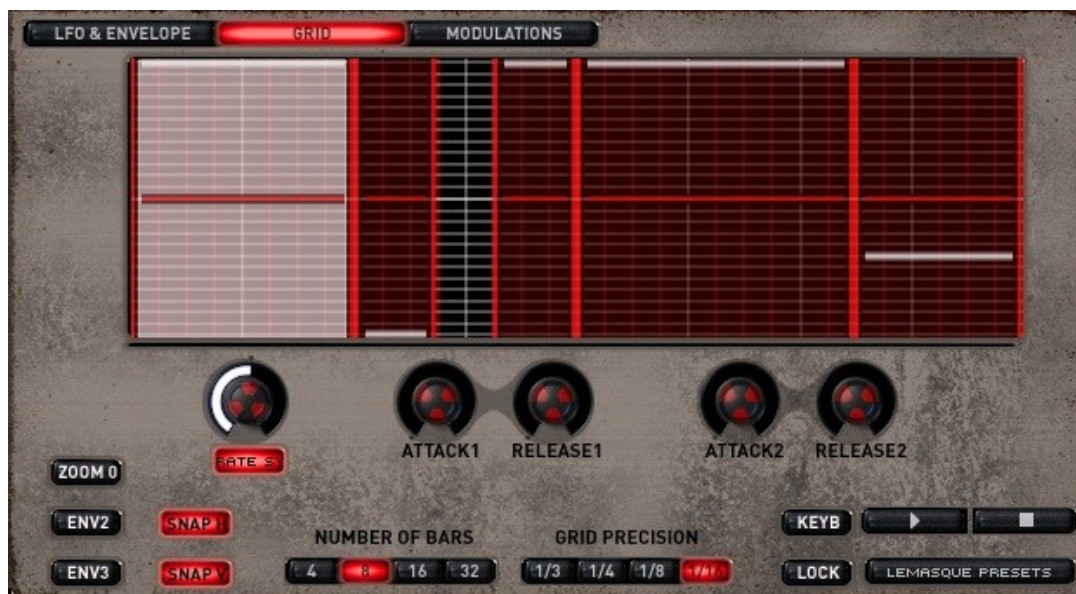 LFO & ENVELOPE GRID MODULATIONS
ATTACK1 RELEASE1 ATTACK2 RELEASE2
RATE S
ZOOM 0
ENV2 SNAP H KEYB
NUMBER OF BARS GRID PRECISION
ENV3 SNAP V 4 8 16 32 1/3 1/4 1/8 1/16 LOCK LEMASQUE PRESETS